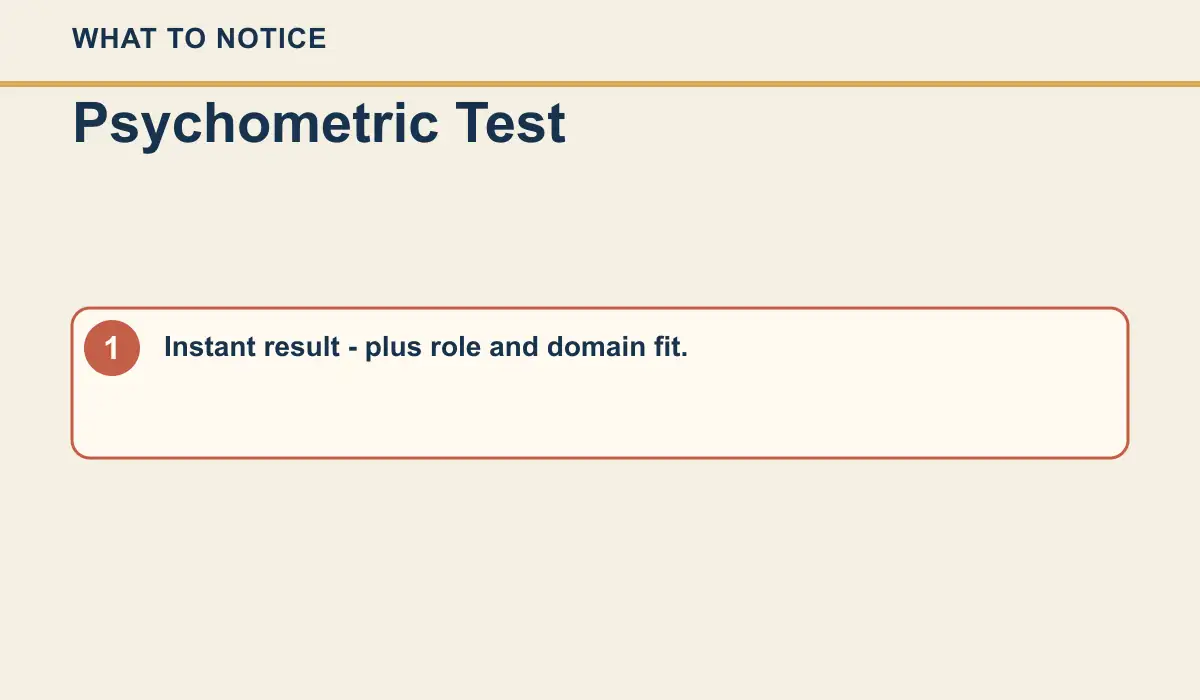 WHAT TO NOTICE
Psychometric Test
1
Instant result - plus role and domain fit.